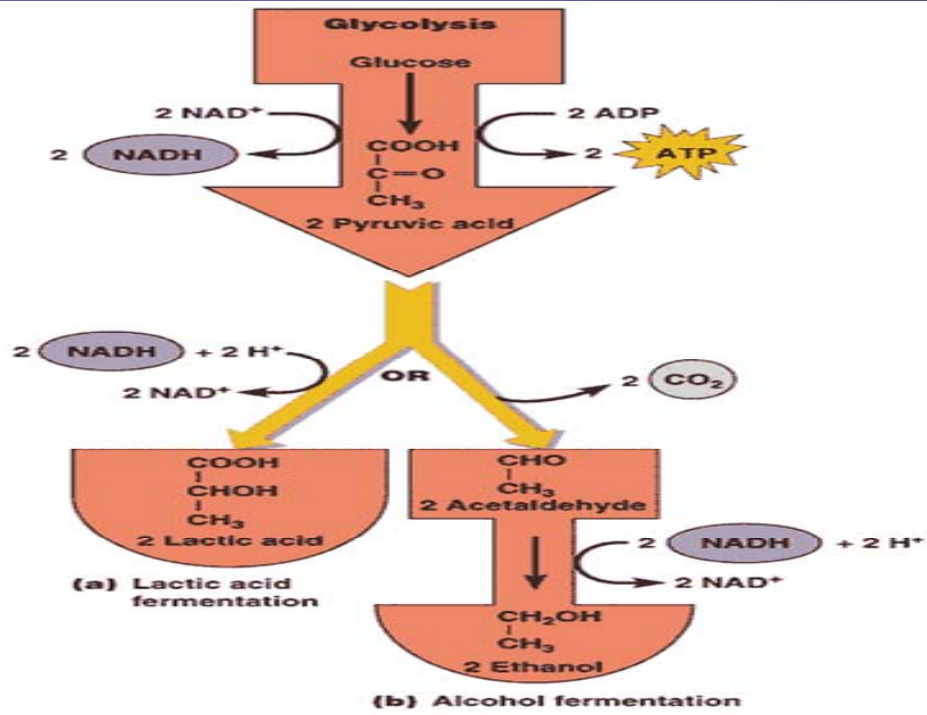 Glycolysis
Glucose
2 NAD⁺
2 ADP
2 NADH
2 ATP
COOH
C=O
CH₃
2 Pyruvic acid
2 NADH + 2 H⁺
2 NAD⁺
OR
2 CO₂
COOH
CHOH
CH₃
2 Lactic acid
(a) Lactic acid
fermentation
CHO
CH₃
2 Acetaldehyde
2 NADH + 2 H⁺
2 NAD⁺
CH₂OH
CH₃
2 Ethanol
(b) Alcohol fermentation